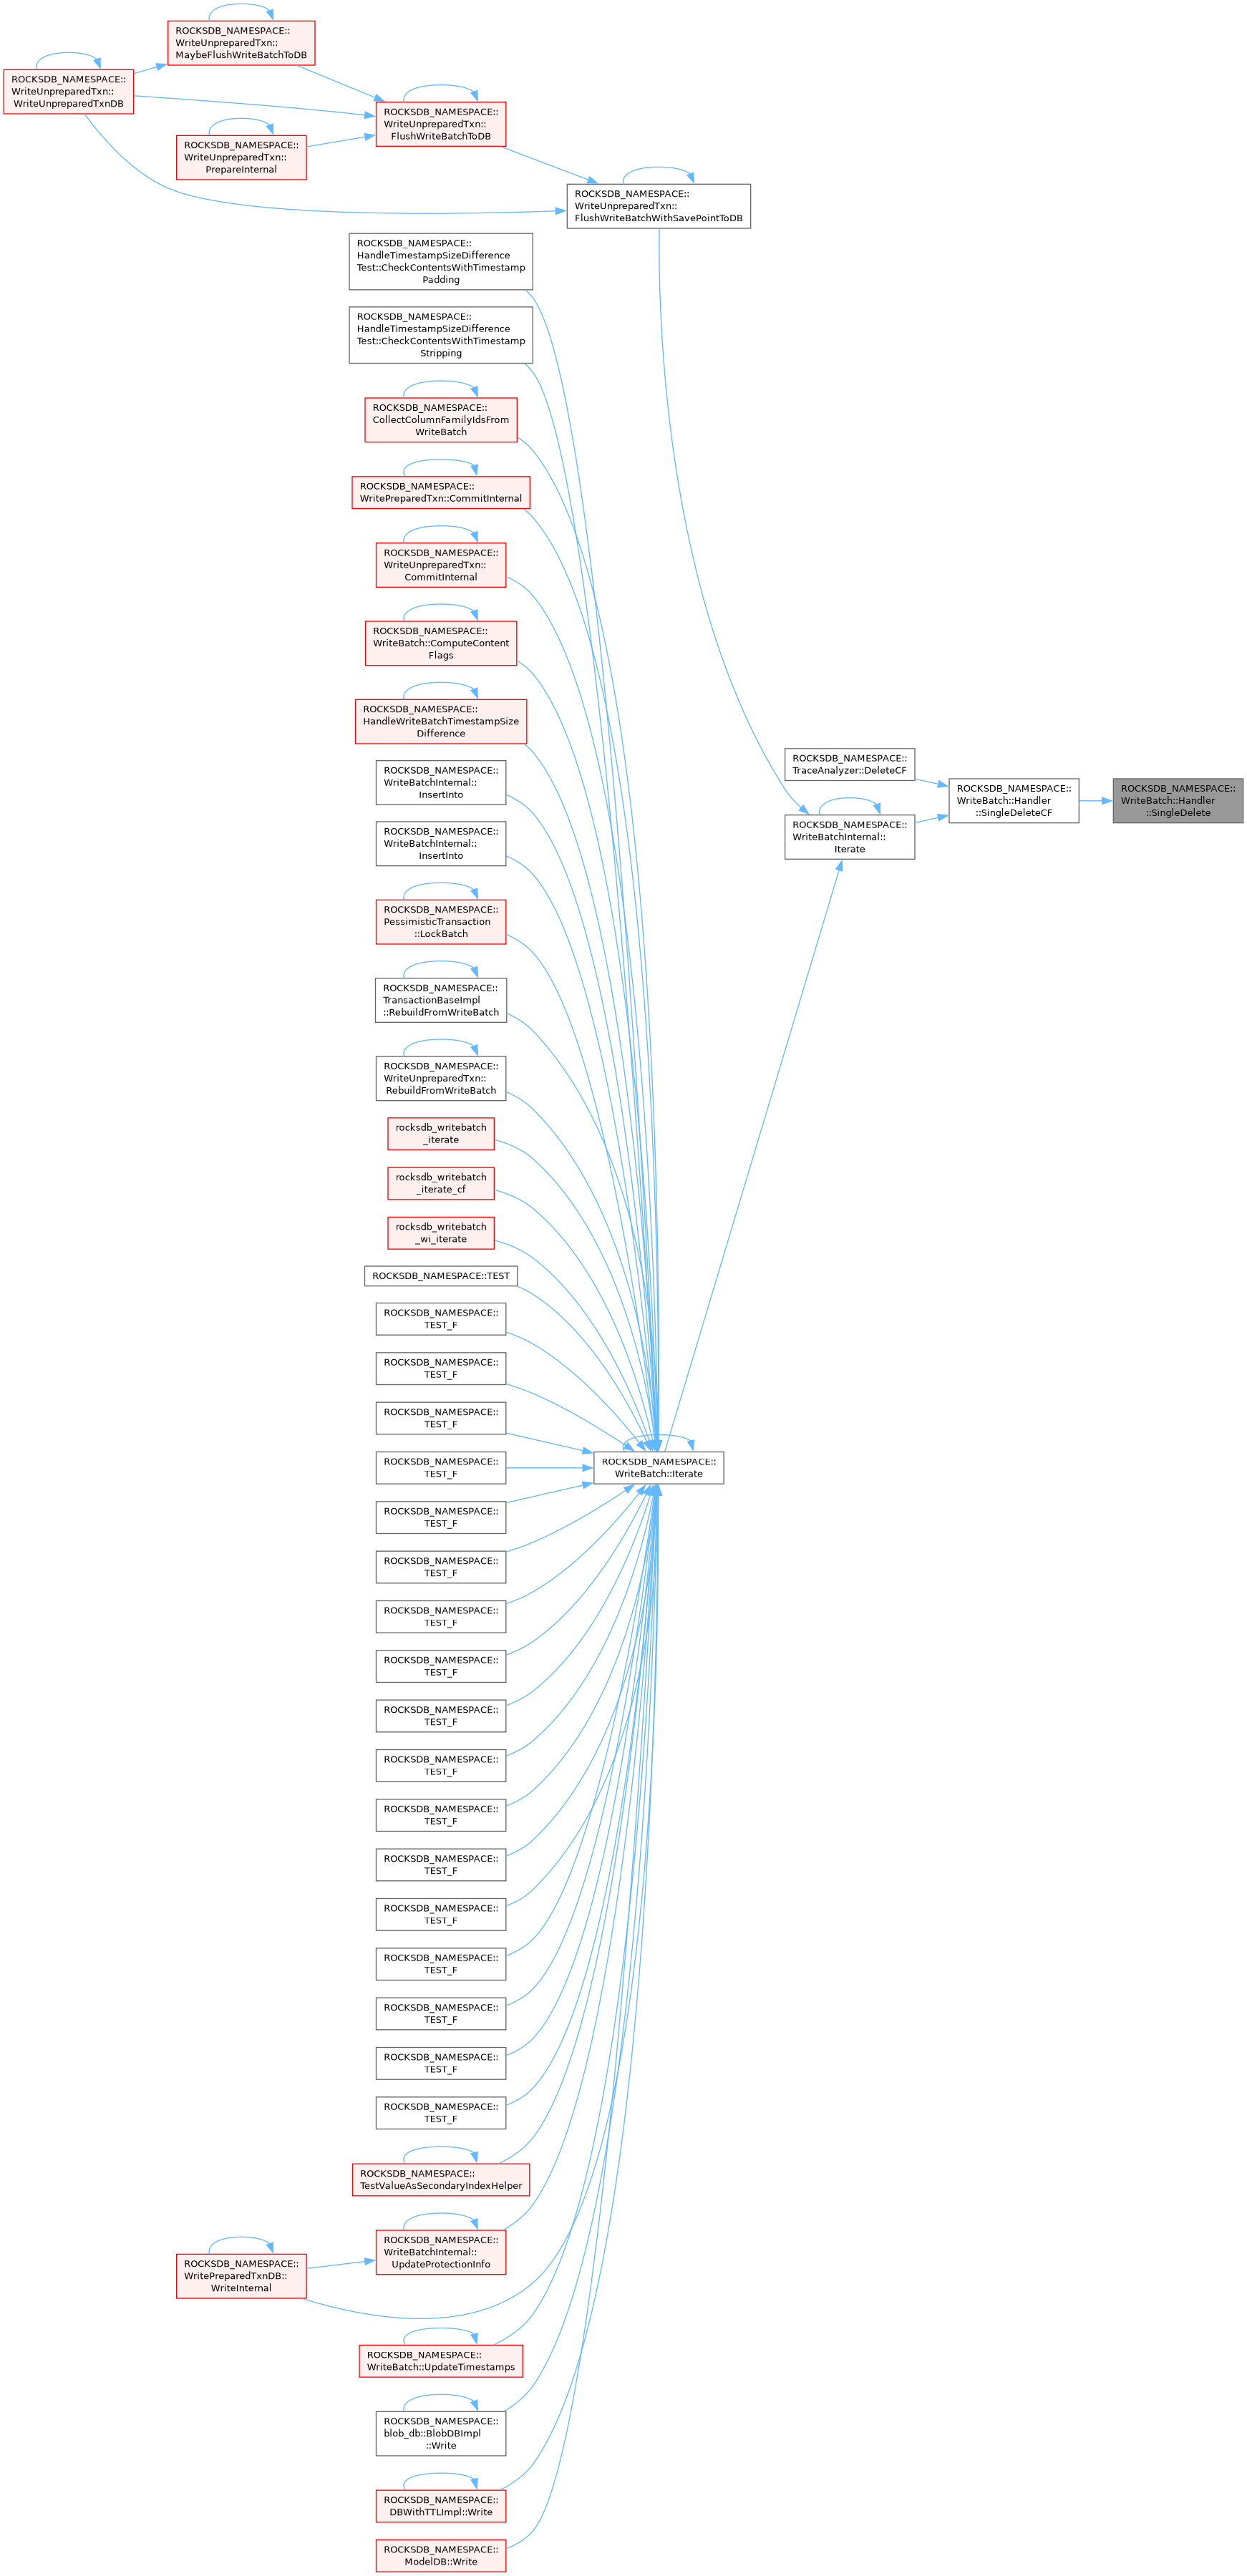 ROCKSDB_NAMESPACE::
WriteUnpreparedTxn::
MaybeFlushWriteBatchToDB
ROCKSDB_NAMESPACE::
WriteUnpreparedTxn::
WriteUnpreparedTxnDB
ROCKSDB_NAMESPACE::
WriteUnpreparedTxn::
FlushWriteBatchToDB
ROCKSDB_NAMESPACE::
WriteUnpreparedTxn::
PrepareInternal
ROCKSDB_NAMESPACE::
WriteUnpreparedTxn::
FlushWriteBatchWithSavePointToDB
ROCKSDB_NAMESPACE::
HandleTimestampSizeDifference
Test::CheckContentsWithTimestamp
Padding
ROCKSDB_NAMESPACE::
HandleTimestampSizeDifference
Test::CheckContentsWithTimestamp
Stripping
ROCKSDB_NAMESPACE::
CollectColumnFamilyIdsFrom
WriteBatch
ROCKSDB_NAMESPACE::
WritePreparedTxn::CommitInternal
ROCKSDB_NAMESPACE::
WriteUnpreparedTxn::
CommitInternal
ROCKSDB_NAMESPACE::
WriteBatch::ComputeContent
Flags
ROCKSDB_NAMESPACE::
HandleWriteBatchTimestampSize
Difference
ROCKSDB_NAMESPACE::
WriteBatchInternal::
InsertInto
ROCKSDB_NAMESPACE::
TraceAnalyzer::DeleteCF
ROCKSDB_NAMESPACE::
WriteBatch::Handler
::SingleDeleteCF
ROCKSDB_NAMESPACE::
WriteBatch::Handler
::SingleDelete
ROCKSDB_NAMESPACE::
WriteBatchInternal::
Iterate
ROCKSDB_NAMESPACE::
WriteBatchInternal::
InsertInto
ROCKSDB_NAMESPACE::
PessimisticTransaction
::LockBatch
ROCKSDB_NAMESPACE::
TransactionBaseImpl
::RebuildFromWriteBatch
ROCKSDB_NAMESPACE::
WriteUnpreparedTxn::
RebuildFromWriteBatch
rocksdb_writebatch
_iterate
rocksdb_writebatch
_iterate_cf
rocksdb_writebatch
_wi_iterate
ROCKSDB_NAMESPACE::TEST
ROCKSDB_NAMESPACE::
TEST_F
ROCKSDB_NAMESPACE::
TEST_F
ROCKSDB_NAMESPACE::
TEST_F
ROCKSDB_NAMESPACE::
TEST_F
ROCKSDB_NAMESPACE::
WriteBatch::Iterate
ROCKSDB_NAMESPACE::
TEST_F
ROCKSDB_NAMESPACE::
TEST_F
ROCKSDB_NAMESPACE::
TEST_F
ROCKSDB_NAMESPACE::
TEST_F
ROCKSDB_NAMESPACE::
TEST_F
ROCKSDB_NAMESPACE::
TEST_F
ROCKSDB_NAMESPACE::
TEST_F
ROCKSDB_NAMESPACE::
TEST_F
ROCKSDB_NAMESPACE::
TEST_F
ROCKSDB_NAMESPACE::
TEST_F
ROCKSDB_NAMESPACE::
TEST_F
ROCKSDB_NAMESPACE::
TEST_F
ROCKSDB_NAMESPACE::
TEST_F
ROCKSDB_NAMESPACE::
TestValueAsSecondaryIndexHelper
ROCKSDB_NAMESPACE::
WriteBatchInternal::
UpdateProtectionInfo
ROCKSDB_NAMESPACE::
WritePreparedTxnDB::
WriteInternal
ROCKSDB_NAMESPACE::
WriteBatch::UpdateTimestamps
ROCKSDB_NAMESPACE::
blob_db::BlobDBImpl
::Write
ROCKSDB_NAMESPACE::
DBWithTTLImpl::Write
ROCKSDB_NAMESPACE::
ModelDB::Write